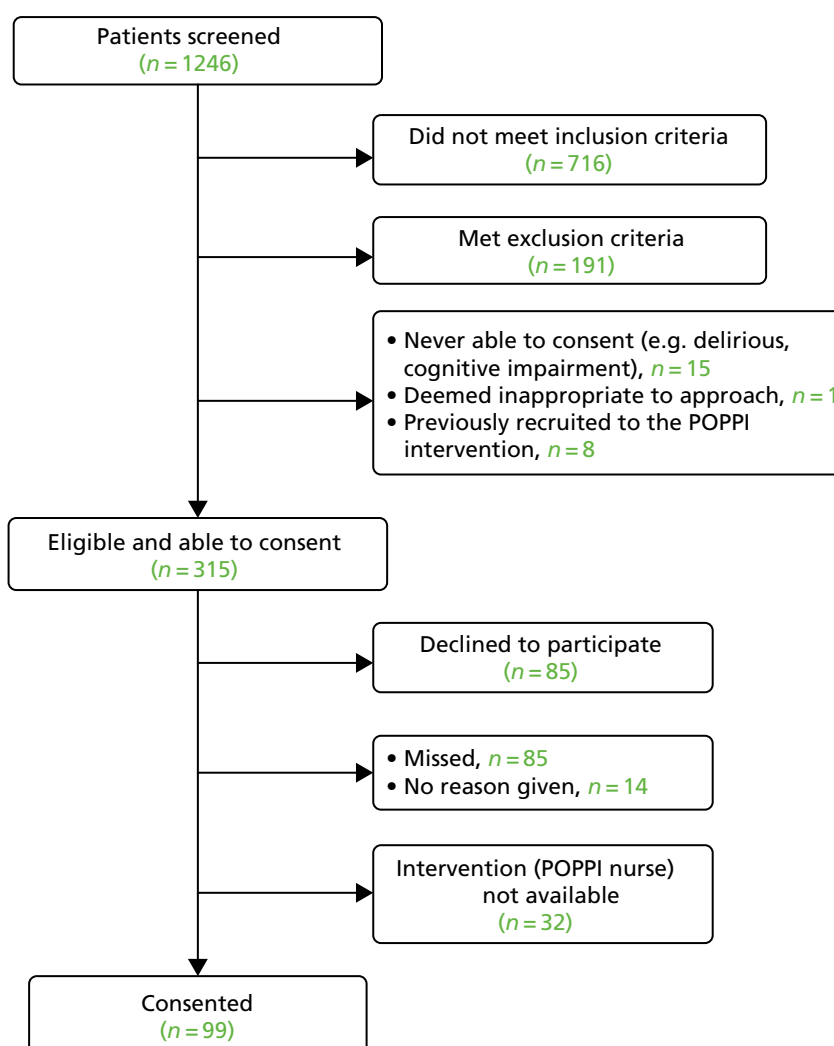 Patients screened
(n = 1246)
Did not meet inclusion criteria
(n = 716)
Met exclusion criteria
(n = 191)
• Never able to consent (e.g. delirious,
cognitive impairment), n = 15
• Deemed inappropriate to approach, n = 1
• Previously recruited to the POPPI
intervention, n = 8
Eligible and able to consent
(n = 315)
Declined to participate
(n = 85)
• Missed, n = 85
• No reason given, n = 14
Intervention (POPPI nurse)
not available
(n = 32)
Consented
(n = 99)